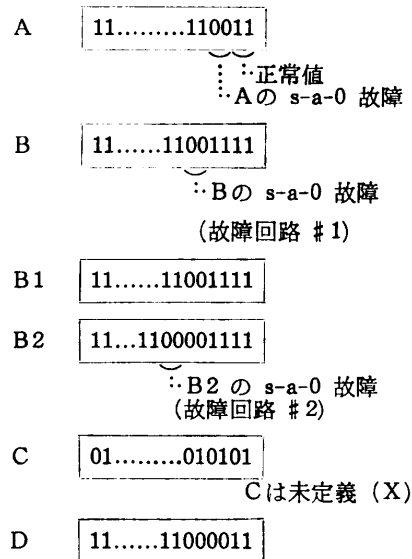 A 11.........110011
正常値
Aの s-a-0 故障
B 11......11001111
Bの s-a-0 故障
(故障回路 ♯1)
B1 11......11001111
B2 11...1100001111
B2 の s-a-0 故障
(故障回路 ♯2)
C 01.........010101
Cは未定義 (X)
D 11......11000011